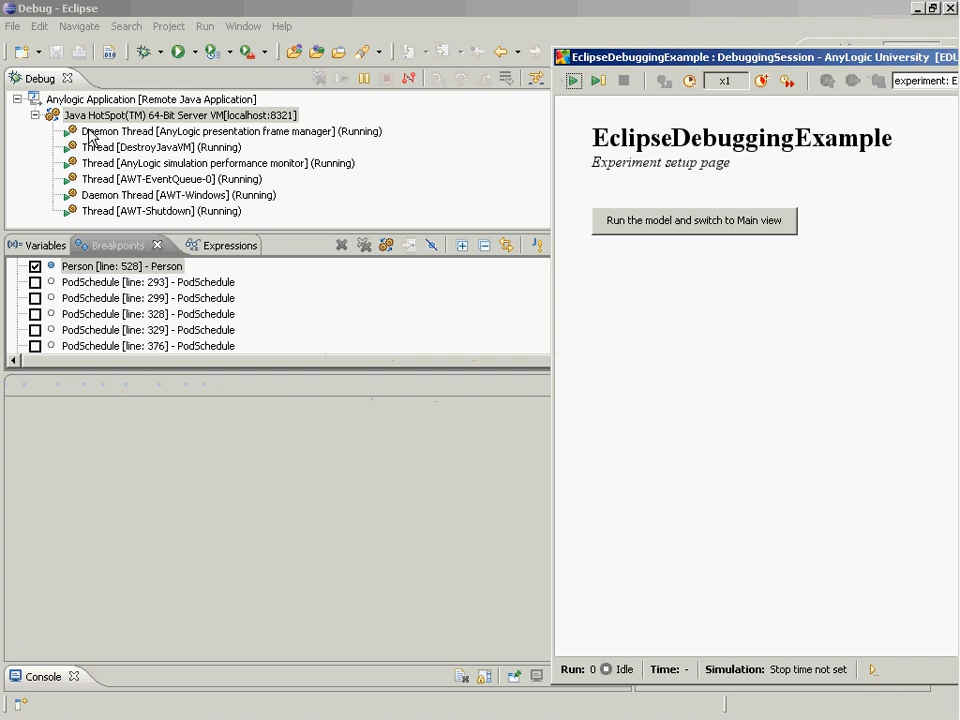 Debug - Eclipse
File Edit Navigate Search Project Run Window Help
Debug
Anylogic Application [Remote Java Application]
Java HotSpot(TM) 64-Bit Server VM[localhost:8321]
Daemon Thread [AnyLogic presentation frame manager] (Running)
Thread [DestroyJavaVM] (Running)
Thread [AnyLogic simulation performance monitor] (Running)
Thread [AWT-EventQueue-0] (Running)
Daemon Thread [AWT-Windows] (Running)
Thread [AWT-Shutdown] (Running)
(x)= Variables Breakpoints Expressions
Person [line: 528] - Person
PodSchedule [line: 293] - PodSchedule
PodSchedule [line: 299] - PodSchedule
PodSchedule [line: 328] - PodSchedule
PodSchedule [line: 329] - PodSchedule
PodSchedule [line: 376] - PodSchedule
Console
EclipseDebuggingExample : DebuggingSession - AnyLogic University [EDU
x1 experiment: E
EclipseDebuggingExample
Experiment setup page
Run the model and switch to Main view
Run: 0 Idle Time: - Simulation: Stop time not set